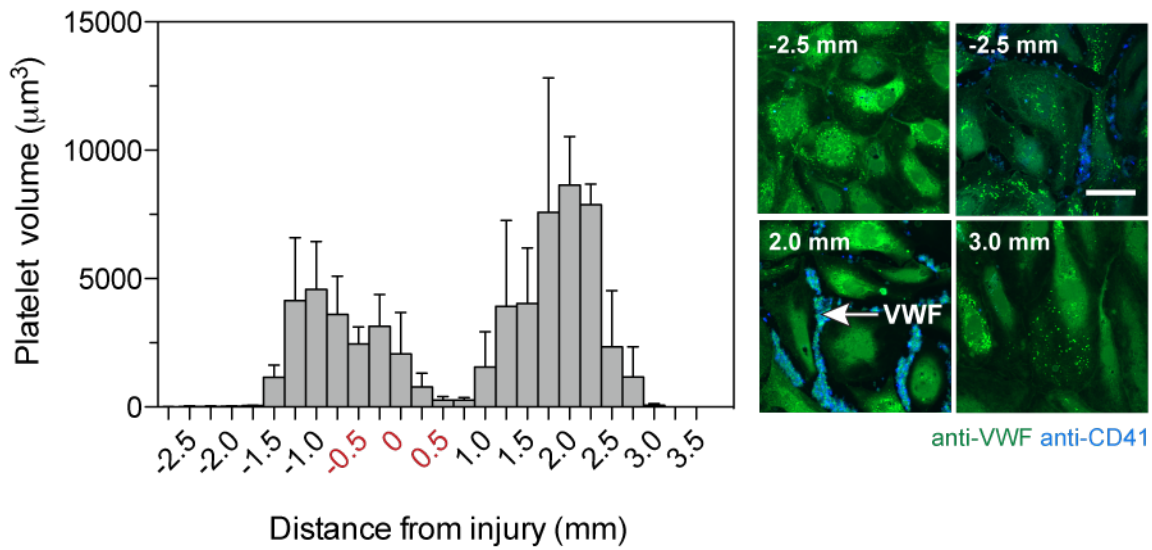 Platelet volume (μm³)
15000
10000
5000
0
-2.5 -2.0 -1.5 -1.0 -0.5 0 0.5 1.0 1.5 2.0 2.5 3.0 3.5
Distance from injury (mm)
-2.5 mm
-2.5 mm
2.0 mm
VWF
3.0 mm
anti-VWF anti-CD41